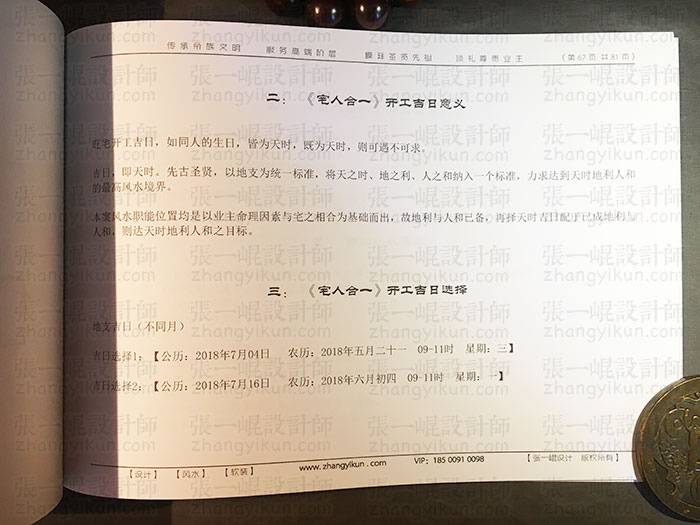 传承帝族文明 服务高端阶层 膜拜圣贤先祖 谈礼尊贵业主 (第67页 共81页)
二:《宅人合一》开工吉日意义
旺宅开工吉日,如同人的生日,皆为天时,既为天时,则可遇不可求。
吉日,即天时。先古圣贤,以地支为统一标准,将天之时、地之利、人之和纳入一个标准,力求达到天时地利人和
的最高风水境界。
本案风水职能位置均是以业主命理因素与宅之相合为基础而出,故地利与人和已备,再择天时吉日配于已成地利与
人和,则达天时地利人和之目标。
三:《宅人合一》开工吉日选择
地支吉日(不同月)
吉日选择1:【公历:2018年7月04日 农历:2018年五月二十一 09-11时 星期:三】
吉日选择2:【公历:2018年7月16日 农历:2018年六月初四 09-11时 星期:一】
【设计】 【风水】 【软装】 www.zhangyikun.com VIP: 185 0091 0098 【张一崐设计 版权所有】
張一崐設計師
zhangyikun.com